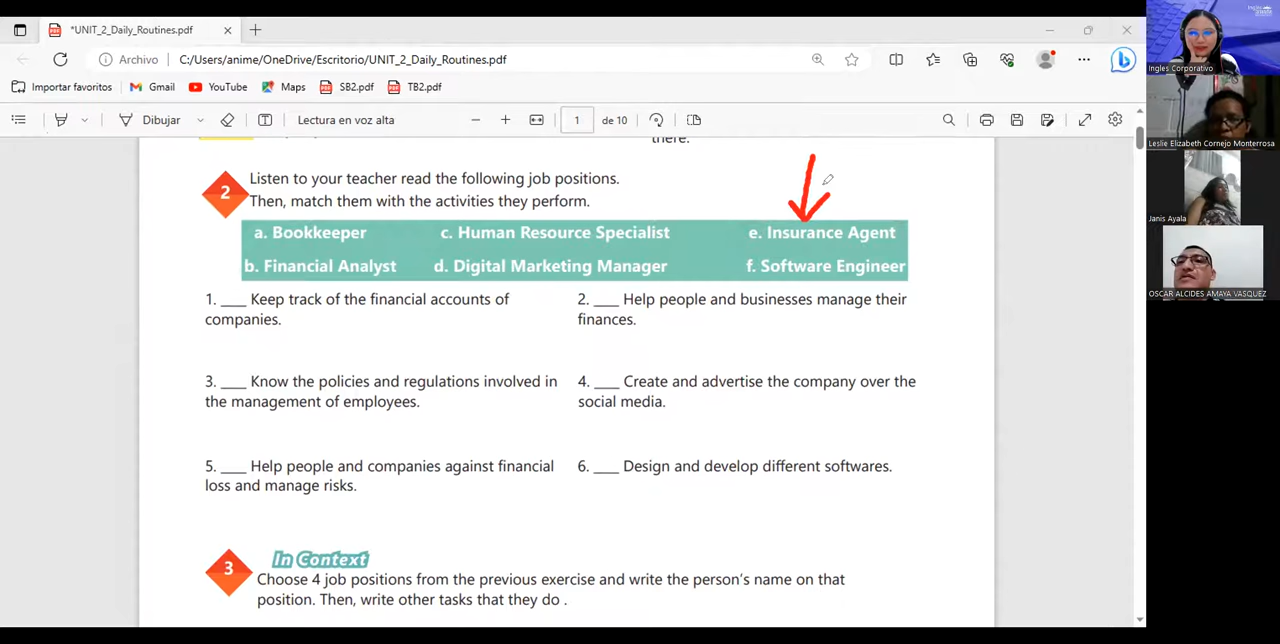 *UNIT_2_Daily_Routines.pdf
Archivo C:/Users/anime/OneDrive/Escritorio/UNIT_2_Daily_Routines.pdf
Importar favoritos Gmail YouTube Maps SB2.pdf TB2.pdf
Dibujar Lectura en voz alta 1 de 10
there.
2 Listen to your teacher read the following job positions.
Then, match them with the activities they perform.
a. Bookkeeper c. Human Resource Specialist e. Insurance Agent
b. Financial Analyst d. Digital Marketing Manager f. Software Engineer
1. ___ Keep track of the financial accounts of
companies.
2. ___ Help people and businesses manage their
finances.
3. ___ Know the policies and regulations involved in
the management of employees.
4. ___ Create and advertise the company over the
social media.
5. ___ Help people and companies against financial
loss and manage risks.
6. ___ Design and develop different softwares.
3 In Context
Choose 4 job positions from the previous exercise and write the person's name on that
position. Then, write other tasks that they do .
Ingles Corporativo
Leslie Elizabeth Cornejo Monterrosa
Janis Ayala
OSCAR ALCIDES AMAYA VASQUEZ